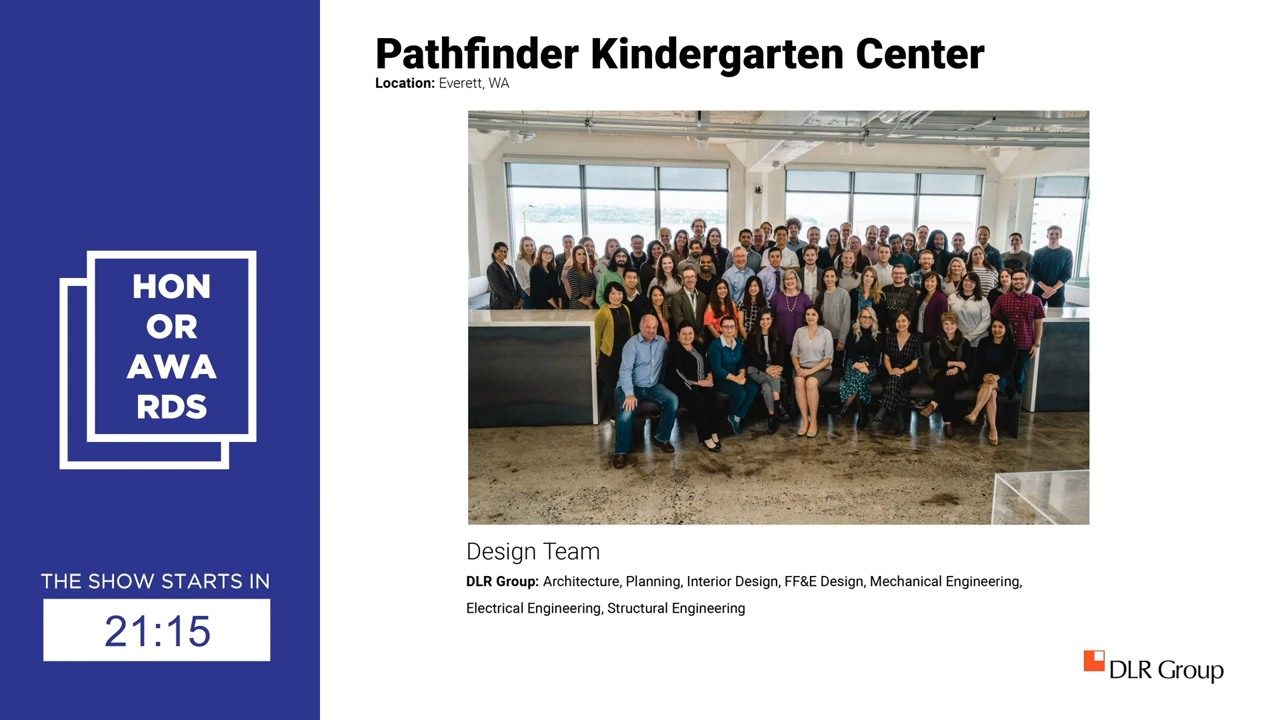 HON
OR
AWA
RDS
THE SHOW STARTS IN
21:15
Pathfinder Kindergarten Center
Location: Everett, WA
Design Team
DLR Group: Architecture, Planning, Interior Design, FF&E Design, Mechanical Engineering,
Electrical Engineering, Structural Engineering
DLR Group